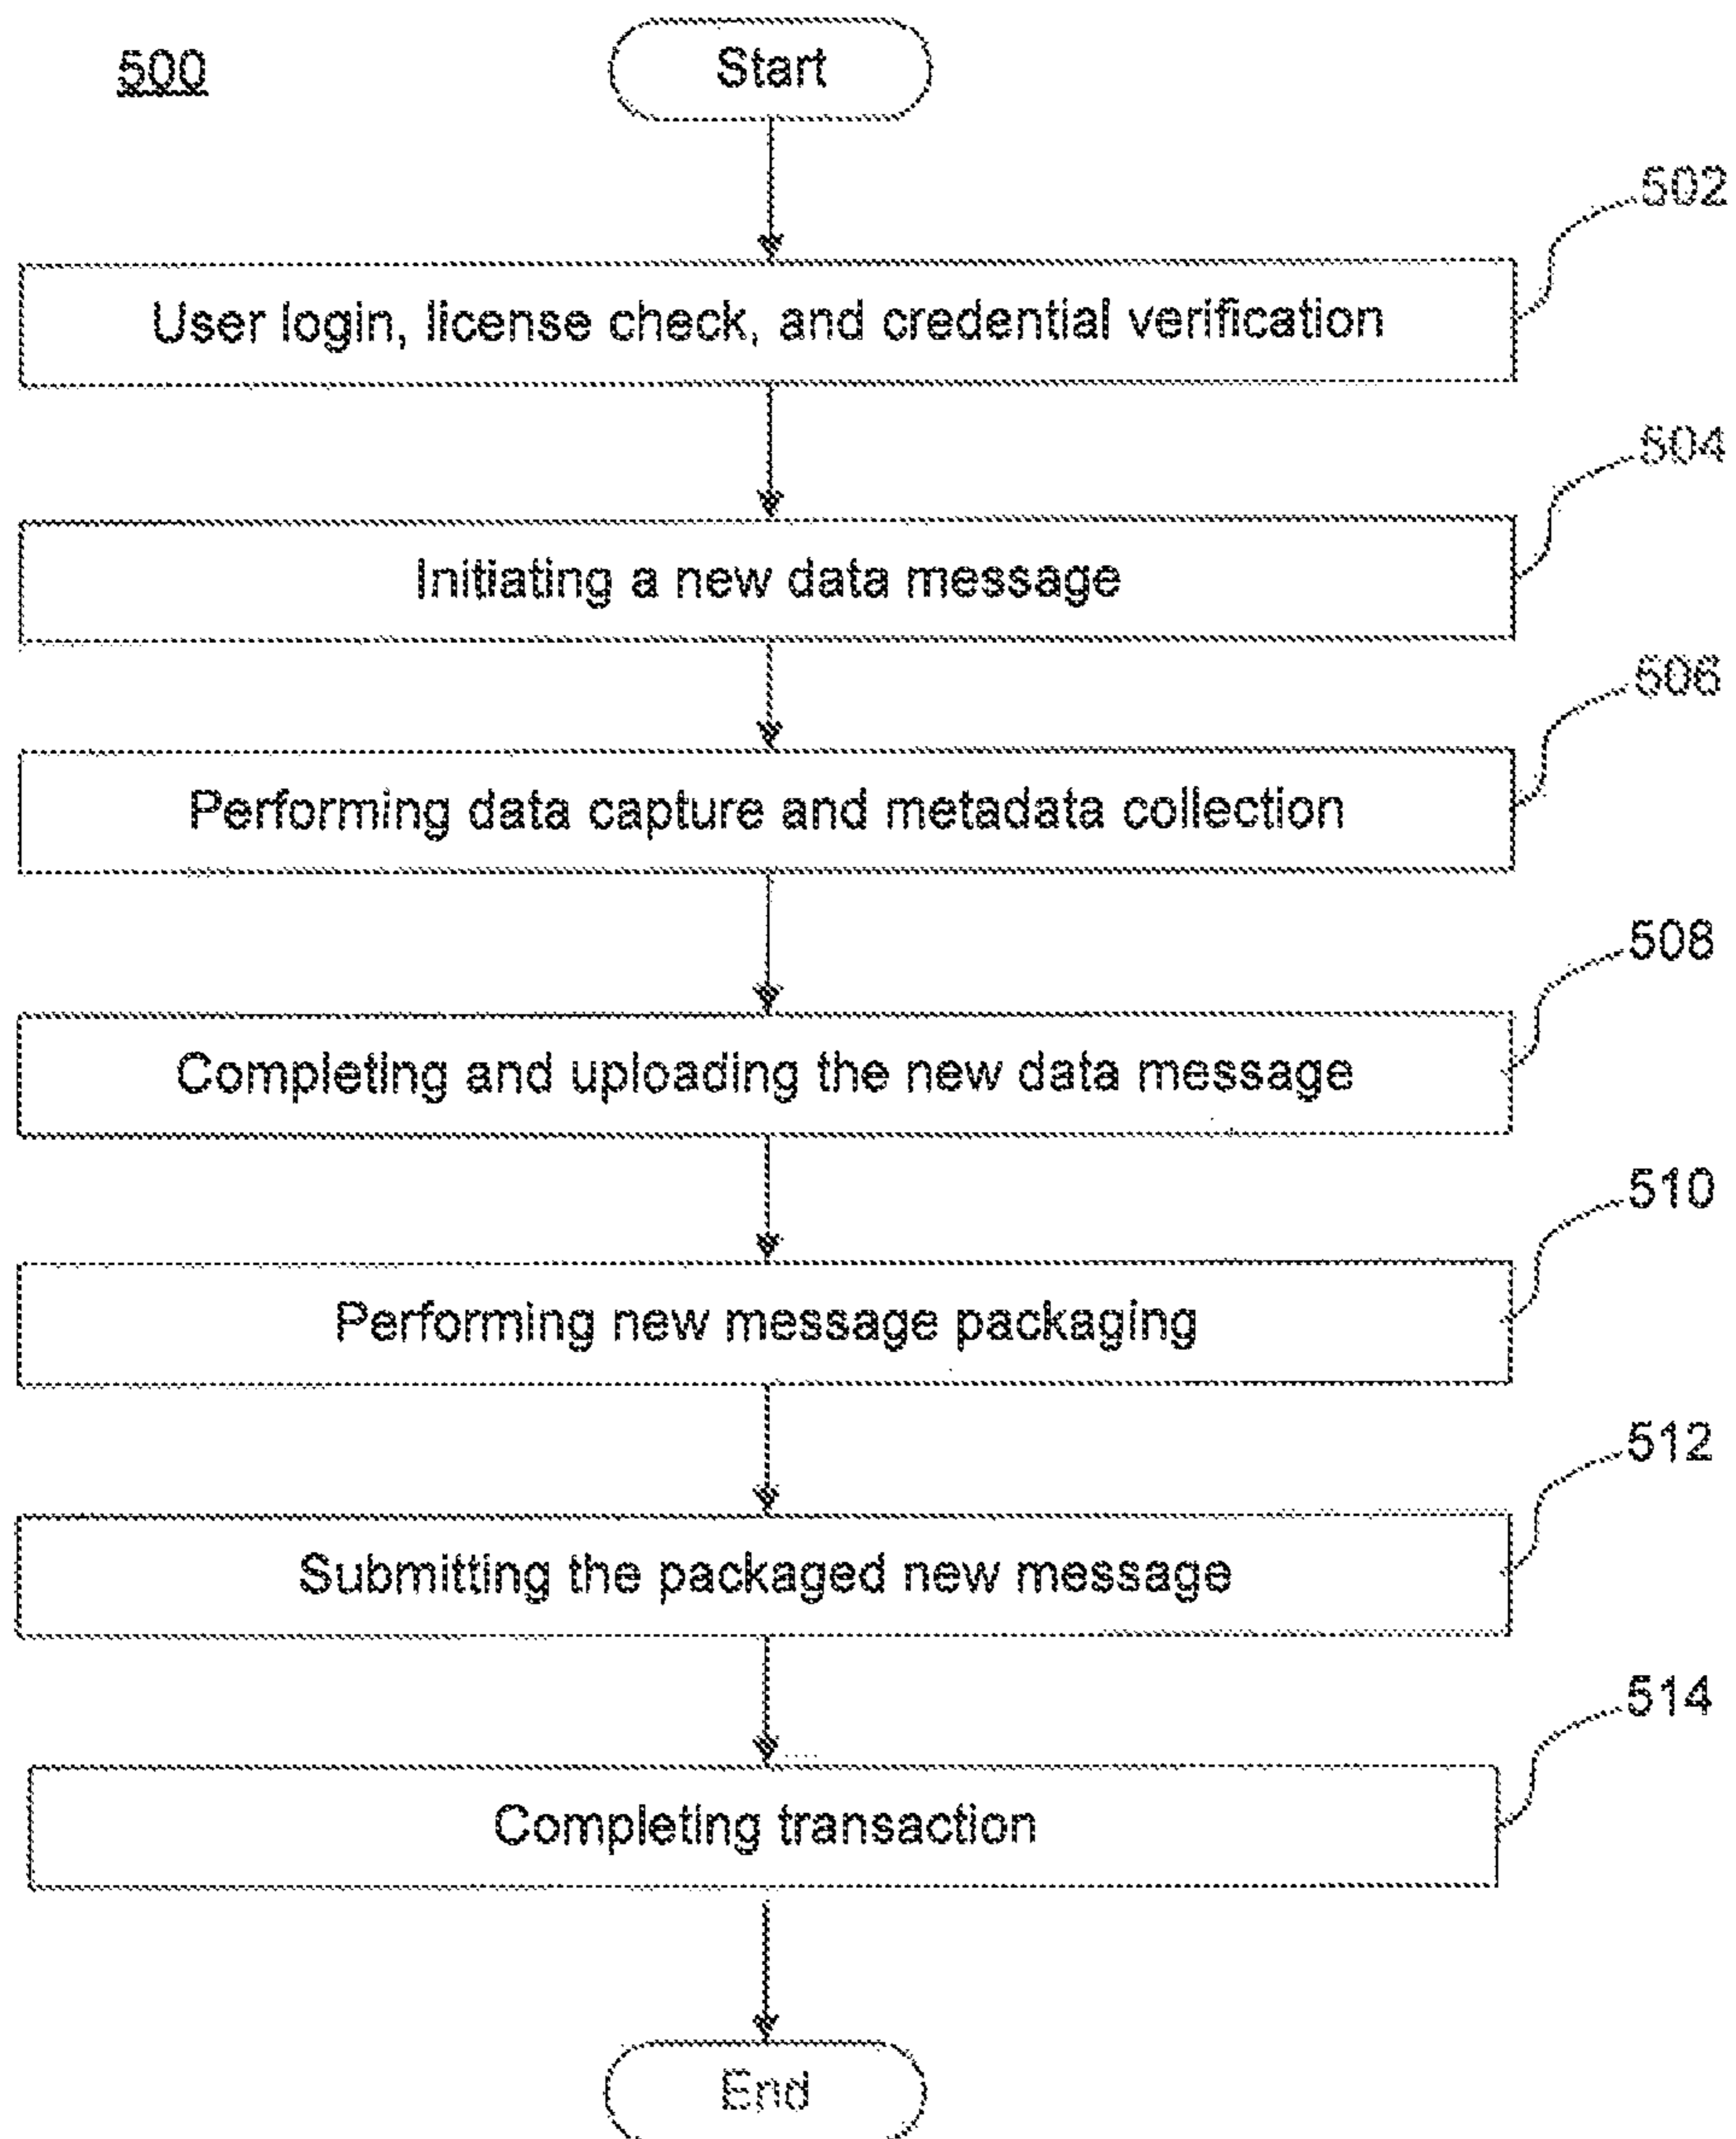 500
Start
502
User login, license check, and credential verification
504
Initiating a new data message
506
Performing data capture and metadata collection
508
Completing and uploading the new data message
510
Performing new message packaging
512
Submitting the packaged new message
514
Completing transaction
End